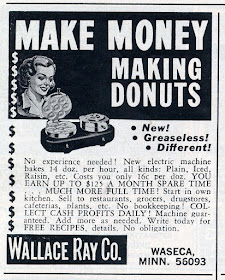 MAKE MONEY
MAKING
DONUTS
• New!
• Greaseless!
• Different!
No experience needed! New electric machine
bakes 14 doz. per hour, all kinds: Plain, Iced,
Raisin, etc. Costs you only 16c per doz. YOU
EARN UP TO $125 A MONTH SPARE TIME
. . . MUCH MORE FULL TIME! Start in own
kitchen. Sell to restaurants, grocers, drugstores,
cafeterias, plants, etc. No bookkeeping! COL-
LECT CASH PROFITS DAILY! Machine guar-
anteed. Add more as needed. Write today for
FREE RECIPES, details. No obligation.
WALLACE RAY CO.
WASECA,
MINN. 56093
$
$
$
$
$
$
$
$
$
$
$
$